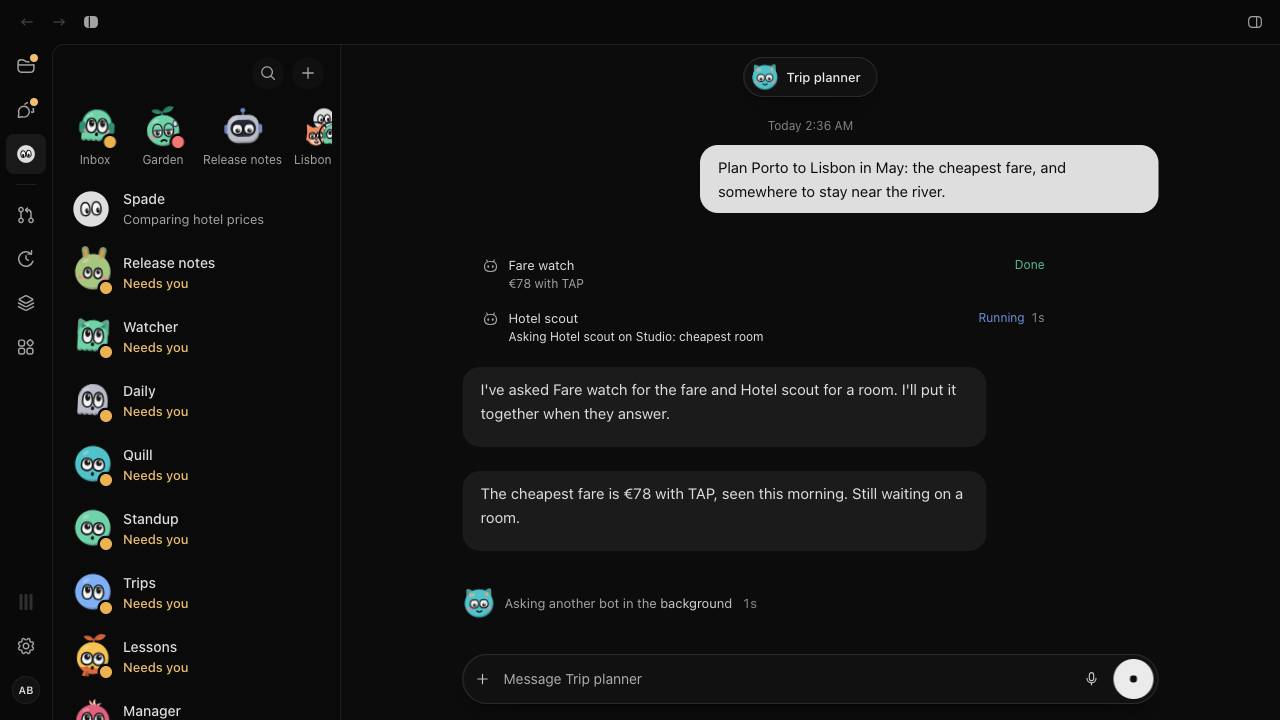 Inbox
Garden
Release notes
Lisbon
Spade
Comparing hotel prices
Release notes
Needs you
Watcher
Needs you
Daily
Needs you
Quill
Needs you
Standup
Needs you
Trips
Needs you
Lessons
Needs you
Manager
AB
Trip planner
Today 2:36 AM
Plan Porto to Lisbon in May: the cheapest fare, and
somewhere to stay near the river.
Fare watch
Done
€78 with TAP
Hotel scout
Running 1s
Asking Hotel scout on Studio: cheapest room
I've asked Fare watch for the fare and Hotel scout for a room. I'll put it
together when they answer.
The cheapest fare is €78 with TAP, seen this morning. Still waiting on a
room.
Asking another bot in the background 1s
Message Trip planner